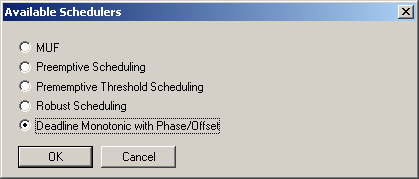 Available Schedulers
MUF
Preemptive Scheduling
Prememptive Threshold Scheduling
Robust Scheduling
Deadline Monotonic with Phase/Offset
OK Cancel